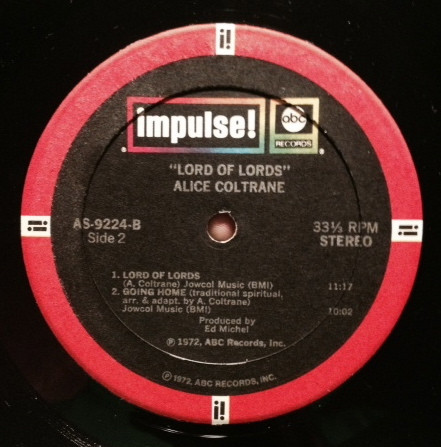 i!
impulse!
abc
RECORDS
"LORD OF LORDS"
ALICE COLTRANE
AS-9224-B
Side 2
33⅓ RPM
STEREO
1. LORD OF LORDS
(A. Coltrane) Jowcol Music (BMI) 11:17
2. GOING HOME (traditional spiritual,
arr. & adapt. by A. Coltrane)
Jowcol Music (BMI) 10:02
Produced by
Ed Michel
℗ 1972, ABC Records, Inc.
℗ 1972, ABC RECORDS, INC.
i!
i!
i!